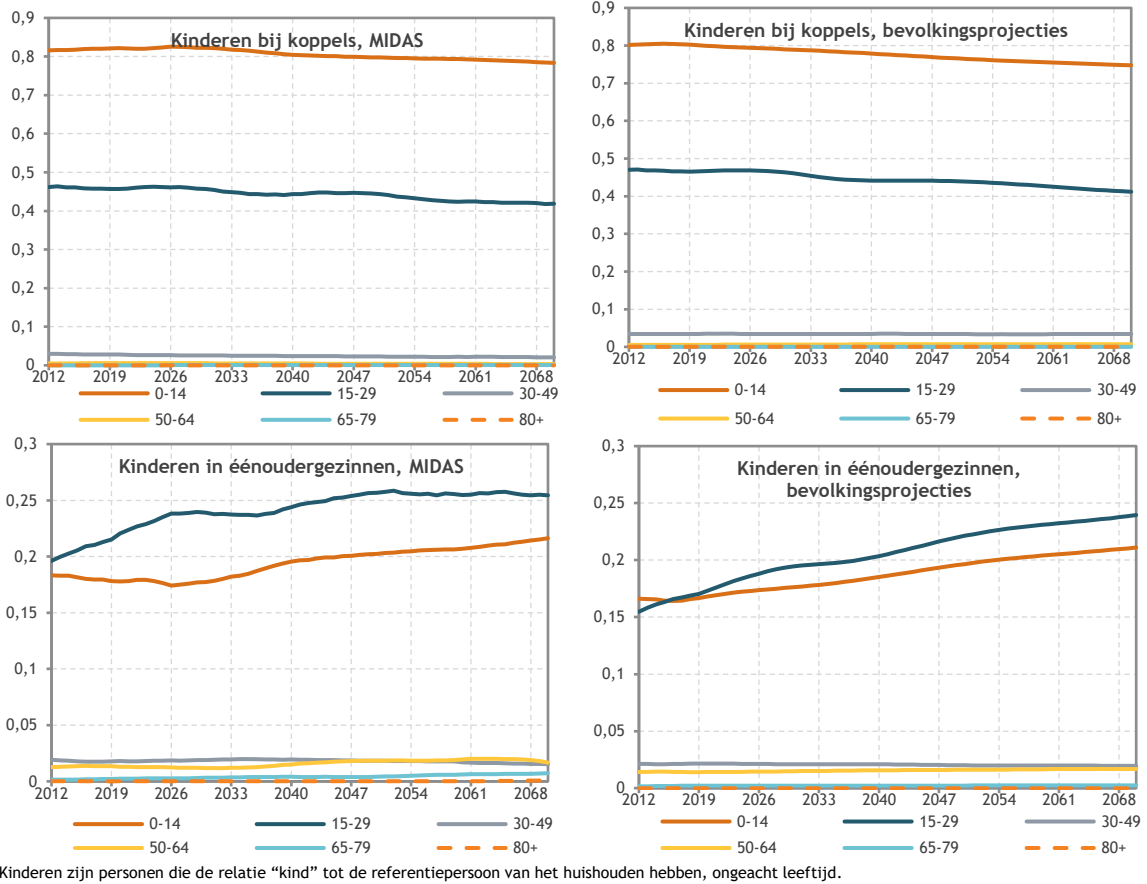 Kinderen bij koppels, MIDAS
0,9
0,8
0,7
0,6
0,5
0,4
0,3
0,2
0,1
0
2012 2019 2026 2033 2040 2047 2054 2061 2068
0-14 15-29 30-49
50-64 65-79 80+
Kinderen bij koppels, bevolkingsprojecties
0,9
0,8
0,7
0,6
0,5
0,4
0,3
0,2
0,1
0
2012 2019 2026 2033 2040 2047 2054 2061 2068
0-14 15-29 30-49
50-64 65-79 80+
Kinderen in éénoudergezinnen, MIDAS
0,3
0,25
0,2
0,15
0,1
0,05
0
2012 2019 2026 2033 2040 2047 2054 2061 2068
0-14 15-29 30-49
50-64 65-79 80+
Kinderen in éénoudergezinnen,
bevolkingsprojecties
0,3
0,25
0,2
0,15
0,1
0,05
0
2012 2019 2026 2033 2040 2047 2054 2061 2068
0-14 15-29 30-49
50-64 65-79 80+
Kinderen zijn personen die de relatie “kind” tot de referentiepersoon van het huishouden hebben, ongeacht leeftijd.